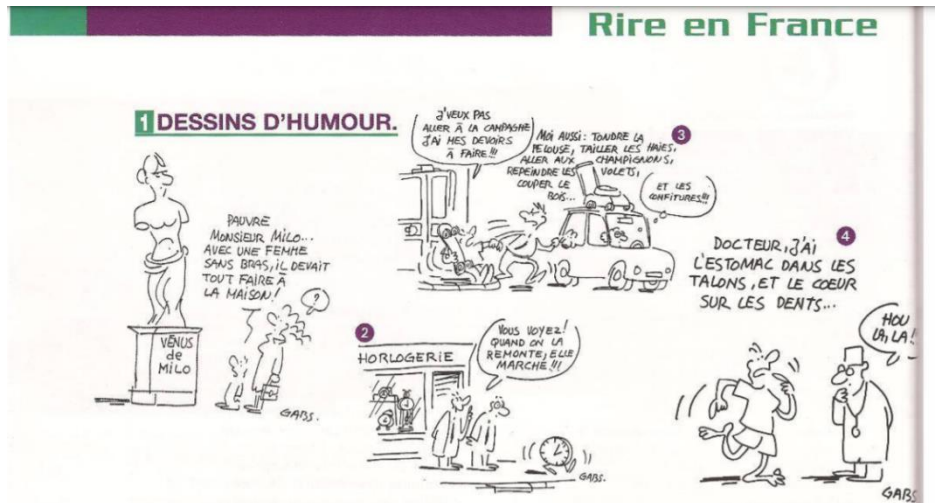 Rire en France
1 DESSINS D'HUMOUR.
PAUVRE
MONSIEUR MILO...
AVEC UNE FEMME
SANS BRAS, IL DEVAIT
TOUT FAIRE À
LA MAISON!
?
VÉNUS
de
MILO
GABS.
2
HORLOGERIE
VOUS VOYEZ!
QUAND ON LA
REMONTE, ELLE
MARCHE!!!
GABS.
3
J'VEUX PAS
ALLER À LA CAMPAGNE
J'AI MES DEVOIRS
À FAIRE!!!
MOI AUSSI: TONDRE LA
PELOUSE, TAILLER LES HAIES,
ALLER AUX CHAMPIGNONS,
REPEINDRE LES VOLETS,
COUPER LE
BOIS...
ET LES
CONFITURES!!!
4
DOCTEUR, J'AI
L'ESTOMAC DANS LES
TALONS, ET LE COEUR
SUR LES DENTS...
HOU
LA, LA!
GABS